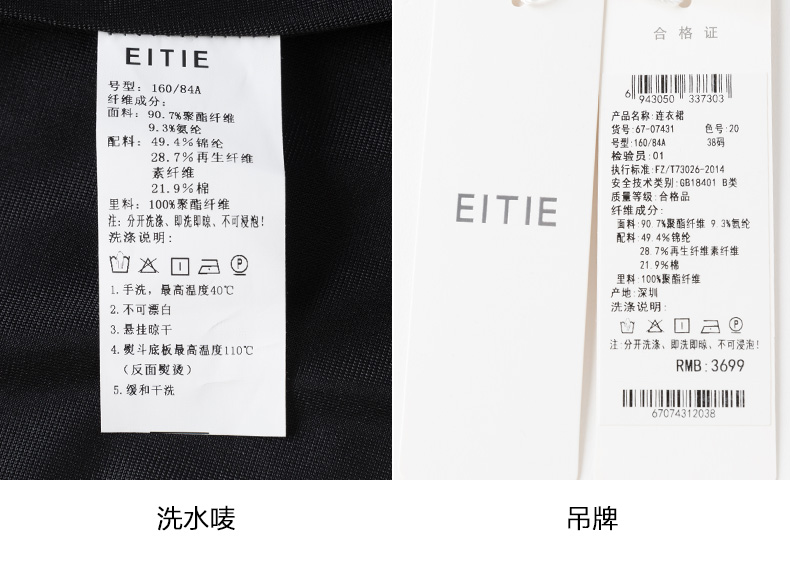 EITIE
号型: 160/84A
纤维成分:
面料: 90.7%聚酯纤维
9.3%氨纶
配料: 49.4%锦纶
28.7%再生纤维
素纤维
21.9%棉
里料: 100%聚酯纤维
注: 分开洗涤、即洗即晾、不可浸泡!
洗涤说明:
1.手洗，最高温度40℃
2.不可漂白
3.悬挂晾干
4.熨斗底板最高温度110℃
（反面熨烫）
5.缓和干洗
洗水唛
EITIE
合格证
6 943050 337303
产品名称:连衣裙
货号:67-07431 色号:20
号型:160/84A 38码
检验员:01
执行标准:FZ/T73026-2014
安全技术类别:GB18401 B类
质量等级:合格品
纤维成分:
面料:90.7%聚酯纤维 9.3%氨纶
配料:49.4%锦纶
28.7%再生纤维素纤维
21.9%棉
里料:100%聚酯纤维
产地:深圳
洗涤说明:
注:分开洗涤、即洗即晾、不可浸泡!
RMB:3699
67074312038
吊牌